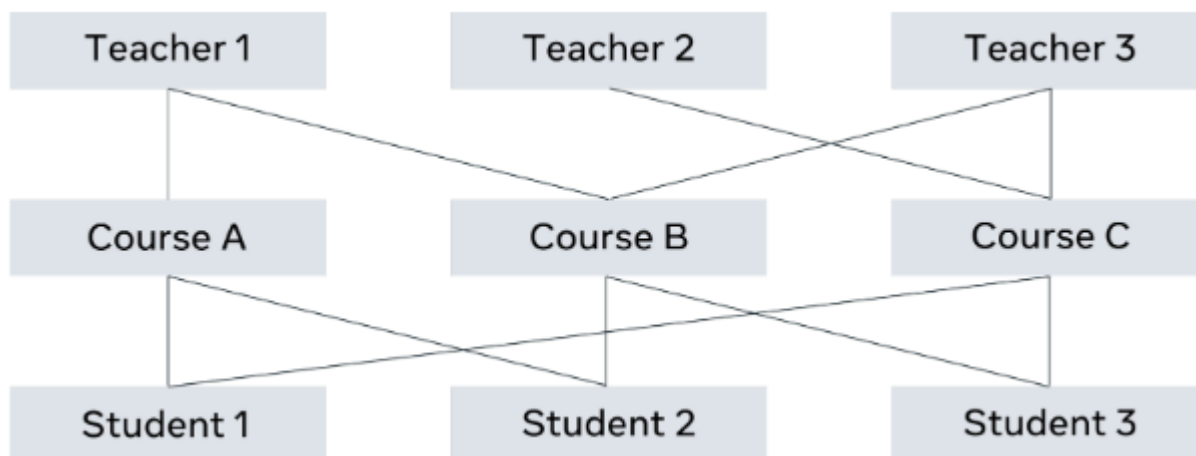 Teacher 1
Teacher 2
Teacher 3
Course A
Course B
Course C
Student 1
Student 2
Student 3